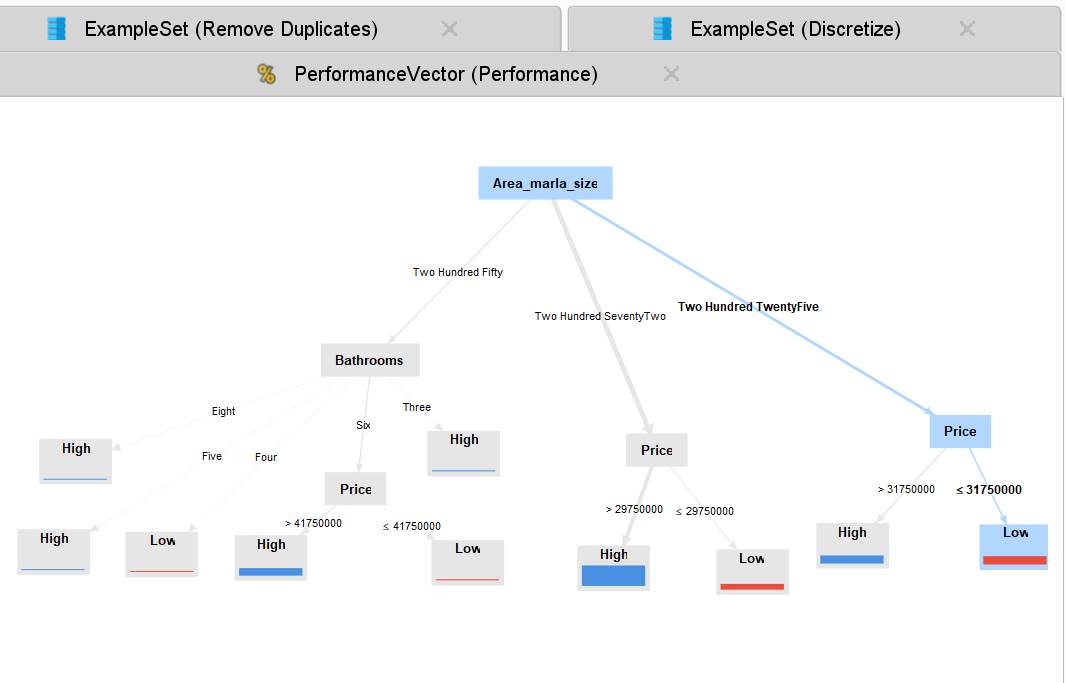 ExampleSet (Remove Duplicates)
ExampleSet (Discretize)
PerformanceVector (Performance)
Area_marla_size
Two Hundred Fifty
Two Hundred SeventyTwo
Two Hundred TwentyFive
Bathrooms
Eight
Five
Four
Six
Three
High
High
Low
Price
High
> 41750000
≤ 41750000
High
Low
Price
> 29750000
≤ 29750000
High
Low
Price
> 31750000
≤ 31750000
High
Low